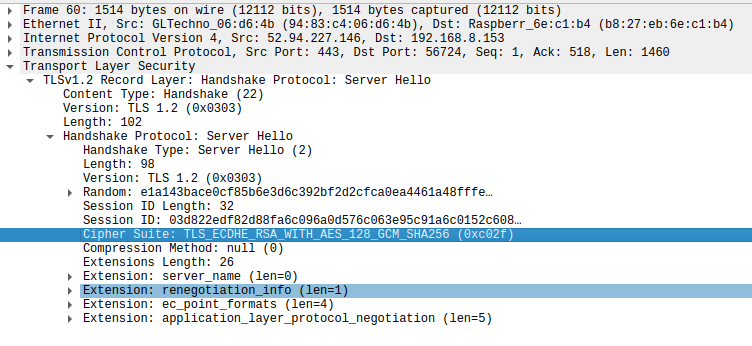 Frame 60: 1514 bytes on wire (12112 bits), 1514 bytes captured (12112 bits)
Ethernet II, Src: GLTechno_06:d6:4b (94:83:c4:06:d6:4b), Dst: Raspberr_6e:c1:b4 (b8:27:eb:6e:c1:b4)
Internet Protocol Version 4, Src: 52.94.227.146, Dst: 192.168.8.153
Transmission Control Protocol, Src Port: 443, Dst Port: 56724, Seq: 1, Ack: 518, Len: 1460
Transport Layer Security
TLSv1.2 Record Layer: Handshake Protocol: Server Hello
Content Type: Handshake (22)
Version: TLS 1.2 (0x0303)
Length: 102
Handshake Protocol: Server Hello
Handshake Type: Server Hello (2)
Length: 98
Version: TLS 1.2 (0x0303)
Random: e1a143bace0cf85b6e3d6c392bf2d2cfca0ea4461a48fffe…
Session ID Length: 32
Session ID: 03d822edf82d88fa6c096a0d576c063e95c91a6c0152c608…
Cipher Suite: TLS_ECDHE_RSA_WITH_AES_128_GCM_SHA256 (0xc02f)
Compression Method: null (0)
Extensions Length: 26
Extension: server_name (len=0)
Extension: renegotiation_info (len=1)
Extension: ec_point_formats (len=4)
Extension: application_layer_protocol_negotiation (len=5)